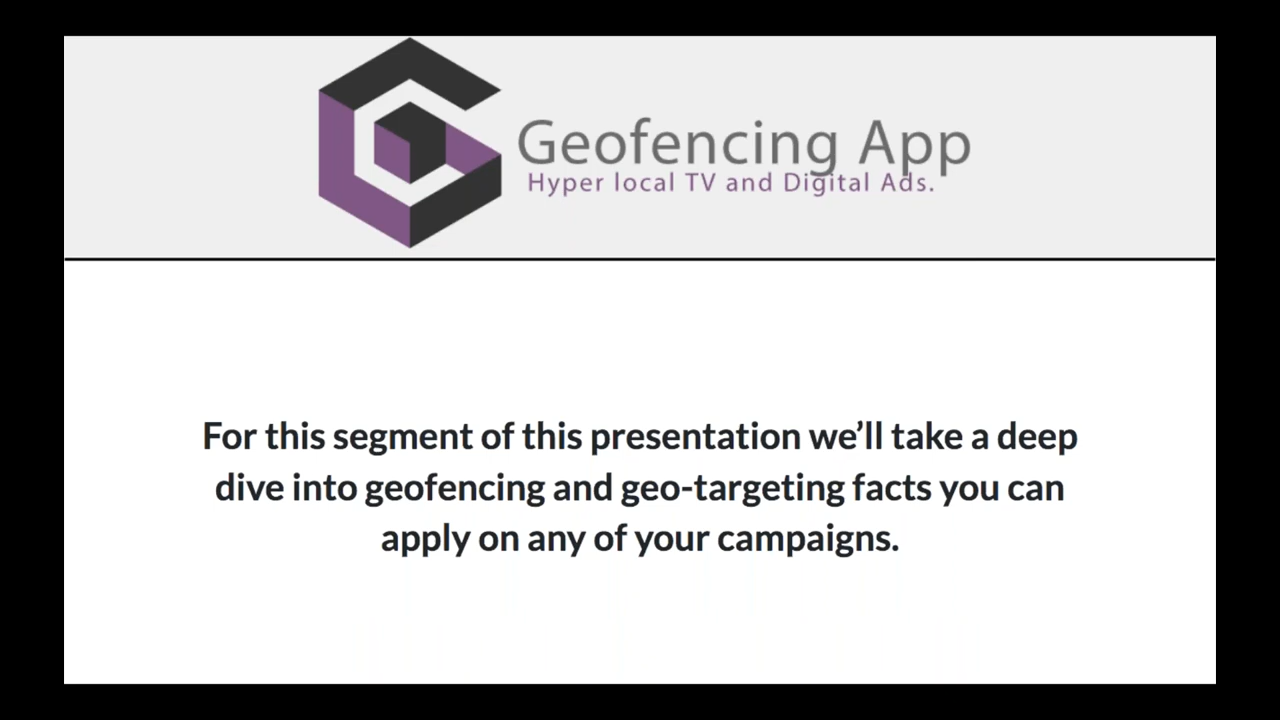 Geofencing App
Hyper local TV and Digital Ads.
For this segment of this presentation we’ll take a deep
dive into geofencing and geo-targeting facts you can
apply on any of your campaigns.